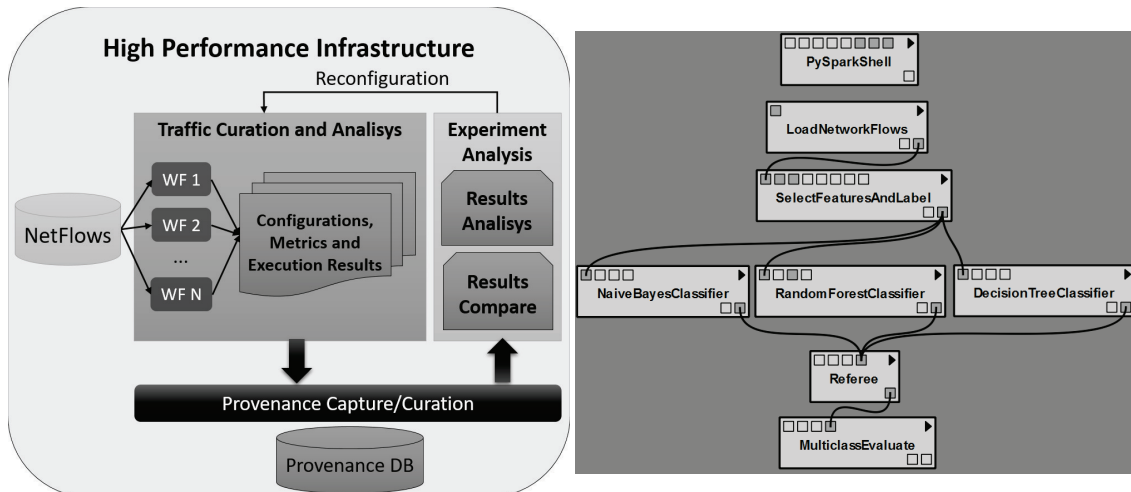 High Performance Infrastructure
Reconfiguration
Traffic Curation and Analisys
Experiment
Analysis
NetFlows
WF 1
WF 2
...
WF N
Configurations,
Metrics and
Execution Results
Results
Analisys
Results
Compare
Provenance Capture/Curation
Provenance DB
PySparkShell
LoadNetworkFlows
SelectFeaturesAndLabel
NaiveBayesClassifier
RandomForestClassifier
DecisionTreeClassifier
Referee
MulticlassEvaluate